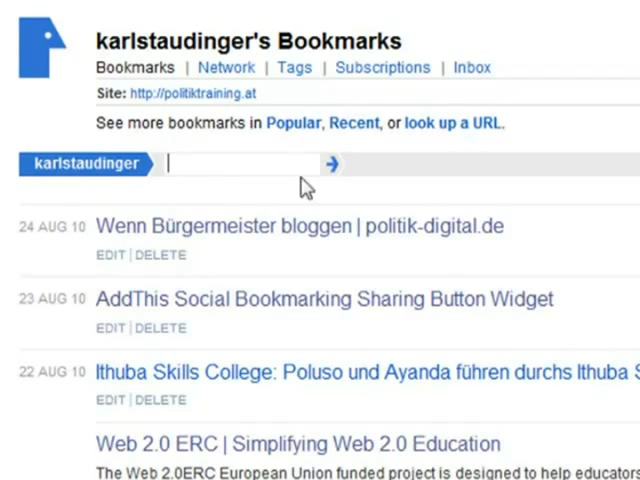 karlstaudinger's Bookmarks
Bookmarks | Network | Tags | Subscriptions | Inbox
Site: http://politiktraining.at
See more bookmarks in Popular, Recent, or look up a URL.
karlstaudinger
24 AUG 10 Wenn Bürgermeister bloggen | politik-digital.de
EDIT | DELETE
23 AUG 10 AddThis Social Bookmarking Sharing Button Widget
EDIT | DELETE
22 AUG 10 Ithuba Skills College: Poluso und Ayanda führen durchs Ithuba S
EDIT | DELETE
Web 2.0 ERC | Simplifying Web 2.0 Education
The Web 2.0ERC European Union funded project is designed to help educators